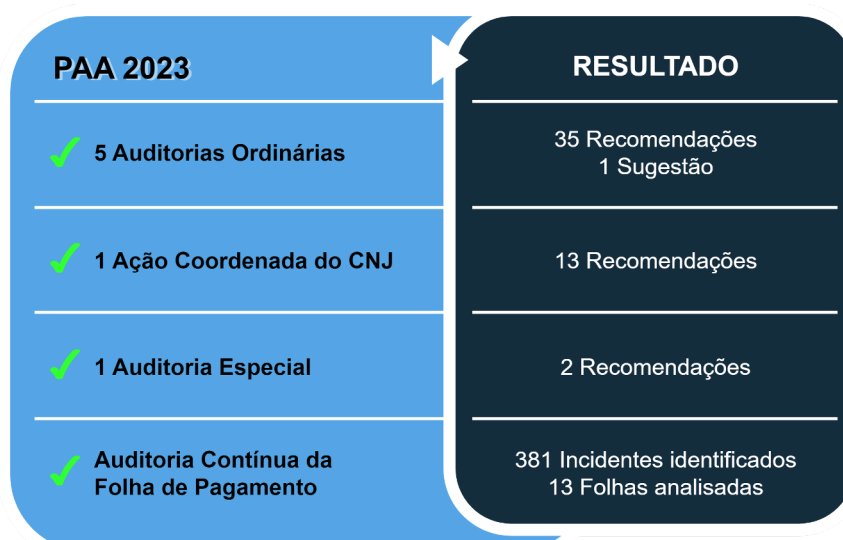 PAA 2023
RESULTADO
5 Auditorias Ordinárias
35 Recomendações
1 Sugestão
1 Ação Coordenada do CNJ
13 Recomendações
1 Auditoria Especial
2 Recomendações
Auditoria Contínua da
Folha de Pagamento
381 Incidentes identificados
13 Folhas analisadas